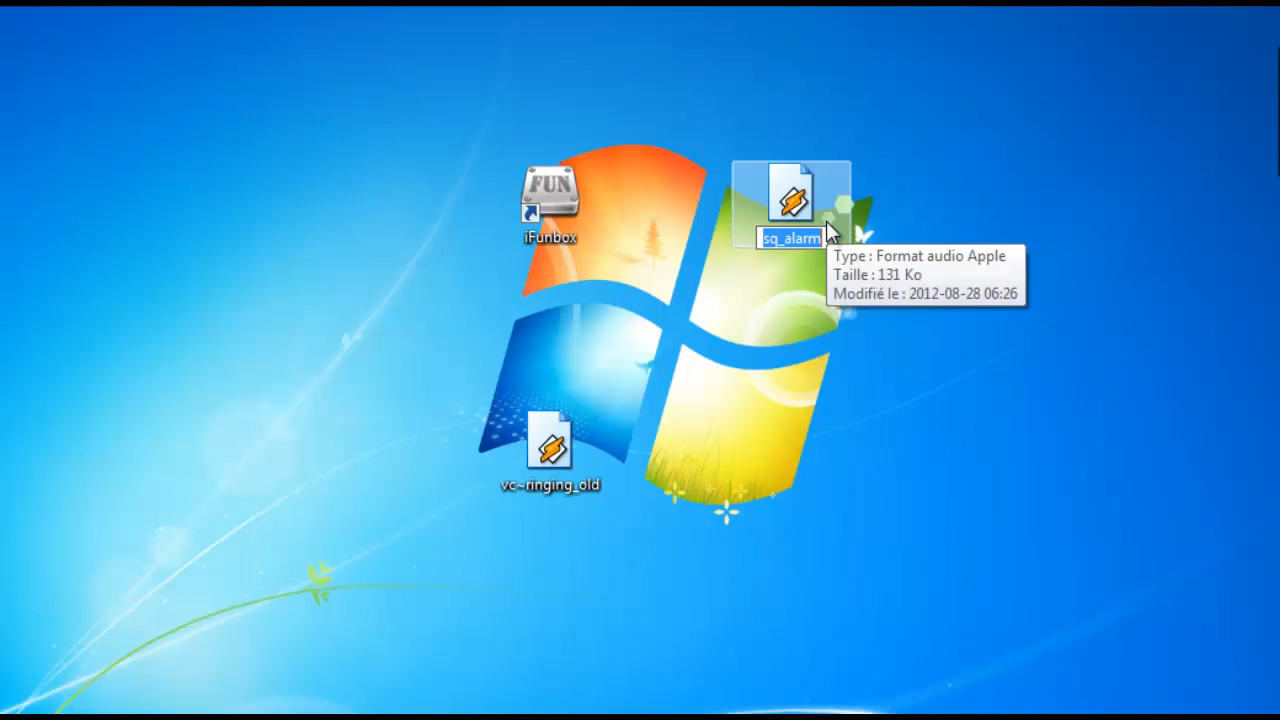 FUN
iFunbox
sq_alarm
Type : Format audio Apple
Taille : 131 Ko
Modifié le : 2012-08-28 06:26
vc~ringing_old